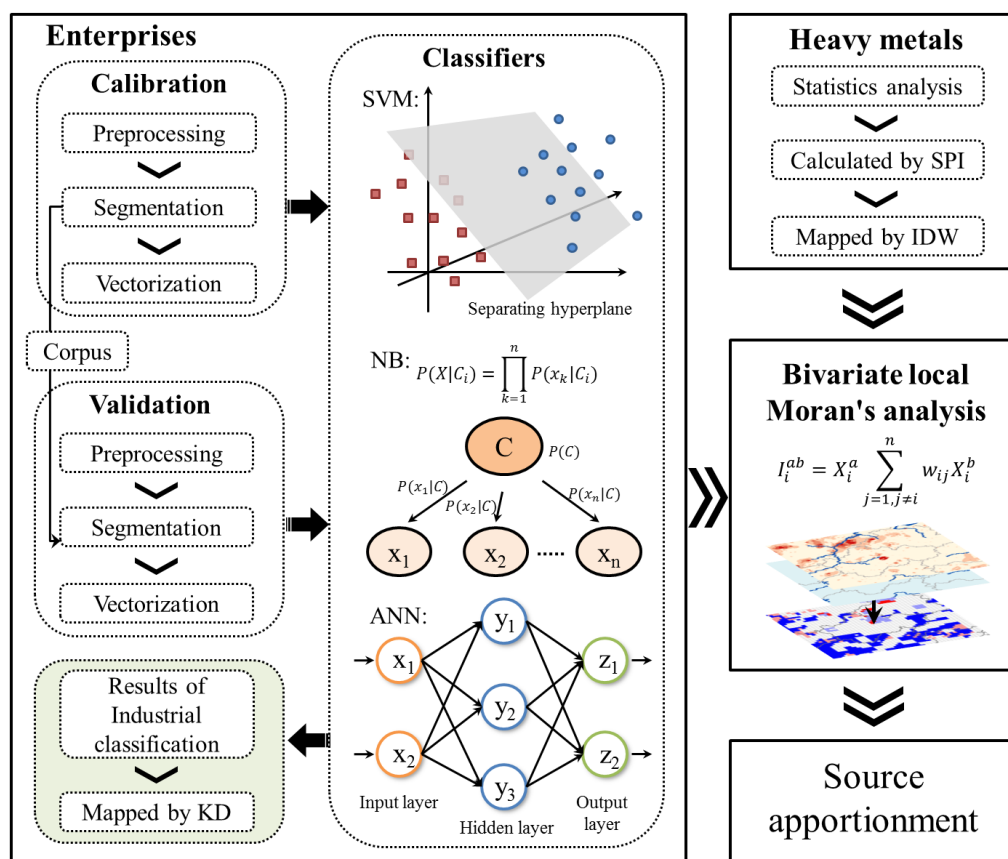 Enterprises
Calibration
Preprocessing
Segmentation
Vectorization
Corpus
Validation
Preprocessing
Segmentation
Vectorization
Results of
Industrial
classification
Mapped by KD
Classifiers
SVM:
Separating hyperplane
NB: P(X|C_i) = ∏_{k=1}^{n} P(x_k|C_i)
C P(C)
P(x_1|C) P(x_2|C) P(x_n|C)
x_1 x_2 ..... x_n
ANN:
y_1
x_1 z_1
y_2
x_2 z_2
y_3
Input layer
Hidden layer
Output
layer
Heavy metals
Statistics analysis
Calculated by SPI
Mapped by IDW
Bivariate local
Moran's analysis
I_i^{ab} = X_i^a ∑_{j=1,j≠i}^{n} w_{ij} X_i^b
Source
apportionment